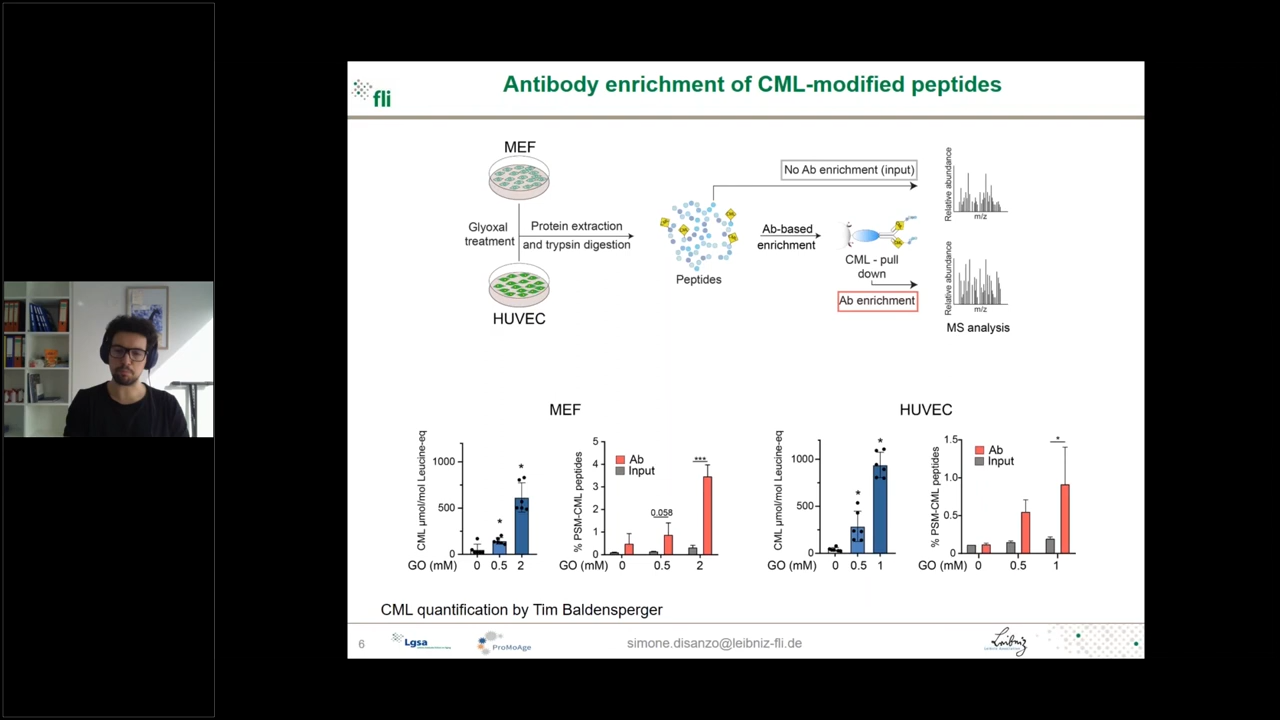 Antibody enrichment of CML-modified peptides
fli
MEF
Glyoxal
treatment
Protein extraction
and trypsin digestion
HUVEC
Peptides
No Ab enrichment (input)
Ab-based
enrichment
CML - pull
down
Ab enrichment
Relative abundance
m/z
Relative abundance
m/z
MS analysis
MEF
CML µmol/mol Leucine-eq
1000
500
0
*
*
GO (mM) 0 0.5 2
% PSM-CML peptides
5
4
3
2
1
0
Ab
Input
0.058
***
GO (mM) 0 0.5 2
HUVEC
CML µmol/mol Leucine-eq
1000
500
0
*
*
GO (mM) 0 0.5 1
% PSM-CML peptides
1.5
1.0
0.5
0
Ab
Input
*
GO (mM) 0 0.5 1
CML quantification by Tim Baldensperger
6
Lgsa
ProMoAge
simone.disanzo@leibniz-fli.de
Leibniz